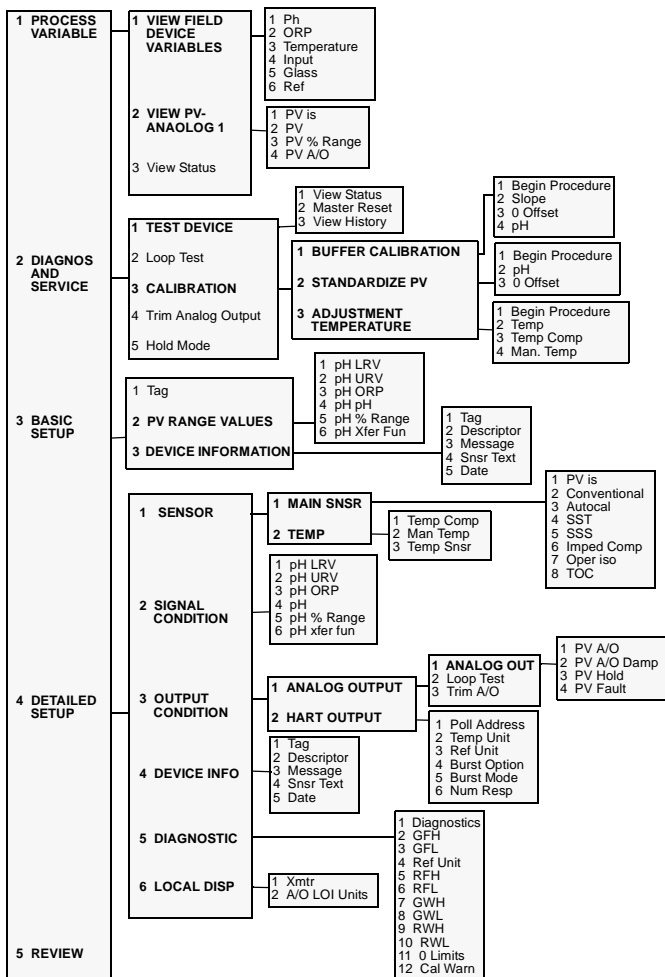 1 PROCESS
VARIABLE
1 VIEW FIELD
DEVICE
VARIABLES
1 Ph
2 ORP
3 Temperature
4 Input
5 Glass
6 Ref
2 VIEW PV-
ANAOLOG 1
1 PV is
2 PV
3 PV % Range
4 PV A/O
3 View Status
2 DIAGNOS
AND
SERVICE
1 TEST DEVICE
1 View Status
2 Master Reset
3 View History
2 Loop Test
3 CALIBRATION
1 BUFFER CALIBRATION
1 Begin Procedure
2 Slope
3 0 Offset
4 pH
2 STANDARDIZE PV
1 Begin Procedure
2 pH
3 0 Offset
3 ADJUSTMENT
TEMPERATURE
1 Begin Procedure
2 Temp
3 Temp Comp
4 Man. Temp
4 Trim Analog Output
5 Hold Mode
3 BASIC
SETUP
1 Tag
2 PV RANGE VALUES
1 pH LRV
2 pH URV
3 pH ORP
4 pH pH
5 pH % Range
6 pH Xfer Fun
3 DEVICE INFORMATION
1 Tag
2 Descriptor
3 Message
4 Snsr Text
5 Date
4 DETAILED
SETUP
1 SENSOR
1 MAIN SNSR
1 PV is
2 Conventional
3 Autocal
4 SST
5 SSS
6 Imped Comp
7 Oper iso
8 TOC
2 TEMP
1 Temp Comp
2 Man Temp
3 Temp Snsr
2 SIGNAL
CONDITION
1 pH LRV
2 pH URV
3 pH ORP
4 pH
5 pH % Range
6 pH xfer fun
3 OUTPUT
CONDITION
1 ANALOG OUTPUT
1 ANALOG OUT
2 Loop Test
3 Trim A/O
1 PV A/O
2 PV A/O Damp
3 PV Hold
4 PV Fault
2 HART OUTPUT
1 Poll Address
2 Temp Unit
3 Ref Unit
4 Burst Option
5 Burst Mode
6 Num Resp
4 DEVICE INFO
1 Tag
2 Descriptor
3 Message
4 Snsr Text
5 Date
5 DIAGNOSTIC
1 Diagnostics
2 GFH
3 GFL
4 Ref Unit
5 RFH
6 RFL
7 GWH
8 GWL
9 RWH
10 RWL
11 0 Limits
12 Cal Warn
6 LOCAL DISP
1 Xmtr
2 A/O LOI Units
5 REVIEW